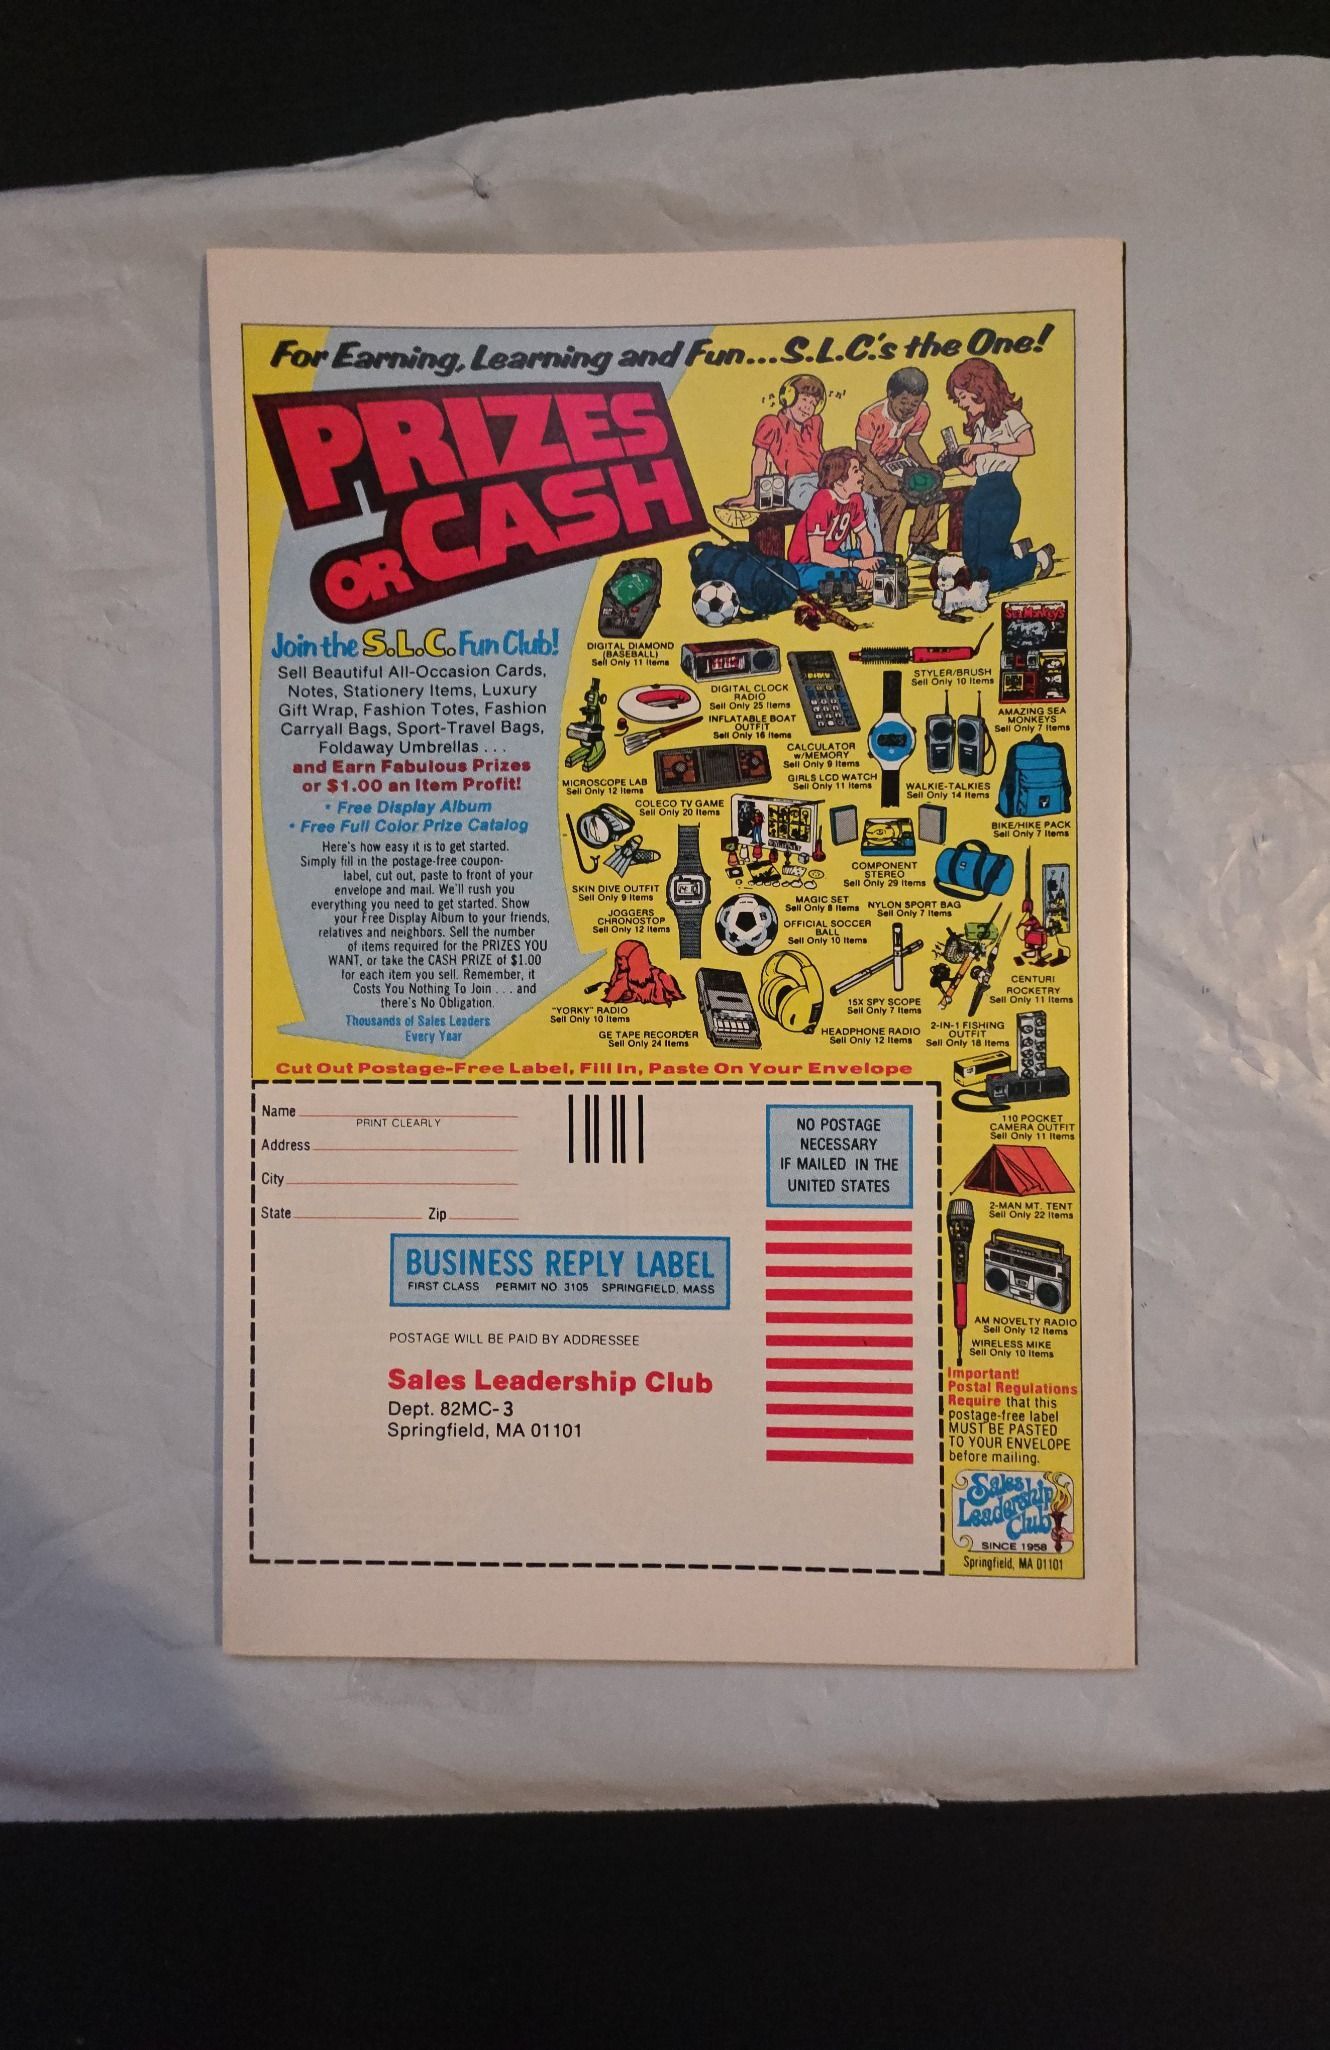 For Earning, Learning and Fun...S.L.C.'s the One!
PRIZES
OR CASH
19
Join the S.L.C. Fun Club!
Sell Beautiful All-Occasion Cards,
Notes, Stationery Items, Luxury
Gift Wrap, Fashion Totes, Fashion
Carryall Bags, Sport-Travel Bags,
Foldaway Umbrellas . . .
and Earn Fabulous Prizes
or $1.00 an Item Profit!
• Free Display Album
• Free Full Color Prize Catalog
Here's how easy it is to get started.
Simply fill in the postage-free coupon-
label, cut out, paste to front of your
envelope and mail. We'll rush you
everything you need to get started. Show
your Free Display Album to your friends,
relatives and neighbors. Sell the number
of items required for the PRIZES YOU
WANT, or take the CASH PRIZE of $1.00
for each item you sell. Remember, it
Costs You Nothing To Join . . . and
there's No Obligation.
Thousands of Sales Leaders
Every Year
DIGITAL DIAMOND
(BASEBALL)
Sell Only 11 Items
DIGITAL CLOCK
RADIO
Sell Only 25 Items
STYLER/BRUSH
Sell Only 10 Items
Sea Monkeys
AMAZING SEA
MONKEYS
Sell Only 7 Items
INFLATABLE BOAT
OUTFIT
Sell Only 16 Items
CALCULATOR
w/MEMORY
Sell Only 9 Items
MICROSCOPE LAB
Sell Only 12 Items
GIRLS LCD WATCH
Sell Only 11 Items
WALKIE-TALKIES
Sell Only 14 Items
COLECO TV GAME
Sell Only 20 Items
BIKE/HIKE PACK
Sell Only 7 Items
COMPONENT
STEREO
Sell Only 29 Items
SKIN DIVE OUTFIT
Sell Only 9 Items
MAGIC SET
Sell Only 8 Items
NYLON SPORT BAG
Sell Only 7 Items
JOGGERS
CHRONOSTOP
Sell Only 12 Items
OFFICIAL SOCCER
BALL
Sell Only 10 Items
CENTURI
ROCKETRY
Sell Only 11 Items
"YORKY" RADIO
Sell Only 10 Items
15X SPY SCOPE
Sell Only 7 Items
GE TAPE RECORDER
Sell Only 24 Items
HEADPHONE RADIO
Sell Only 12 Items
2-IN-1 FISHING
OUTFIT
Sell Only 18 Items
110 POCKET
CAMERA OUTFIT
Sell Only 11 Items
2-MAN MT. TENT
Sell Only 22 Items
AM NOVELTY RADIO
Sell Only 12 Items
WIRELESS MIKE
Sell Only 10 Items
Important!
Postal Regulations
Require that this
postage-free label
MUST BE PASTED
TO YOUR ENVELOPE
before mailing.
Sales
Leadership
Club
SINCE 1958
Springfield, MA 01101
Cut Out Postage-Free Label, Fill In, Paste On Your Envelope
Name
PRINT CLEARLY
Address
City
State Zip
NO POSTAGE
NECESSARY
IF MAILED IN THE
UNITED STATES
BUSINESS REPLY LABEL
FIRST CLASS PERMIT NO. 3105 SPRINGFIELD, MASS
POSTAGE WILL BE PAID BY ADDRESSEE
Sales Leadership Club
Dept. 82MC-3
Springfield, MA 01101